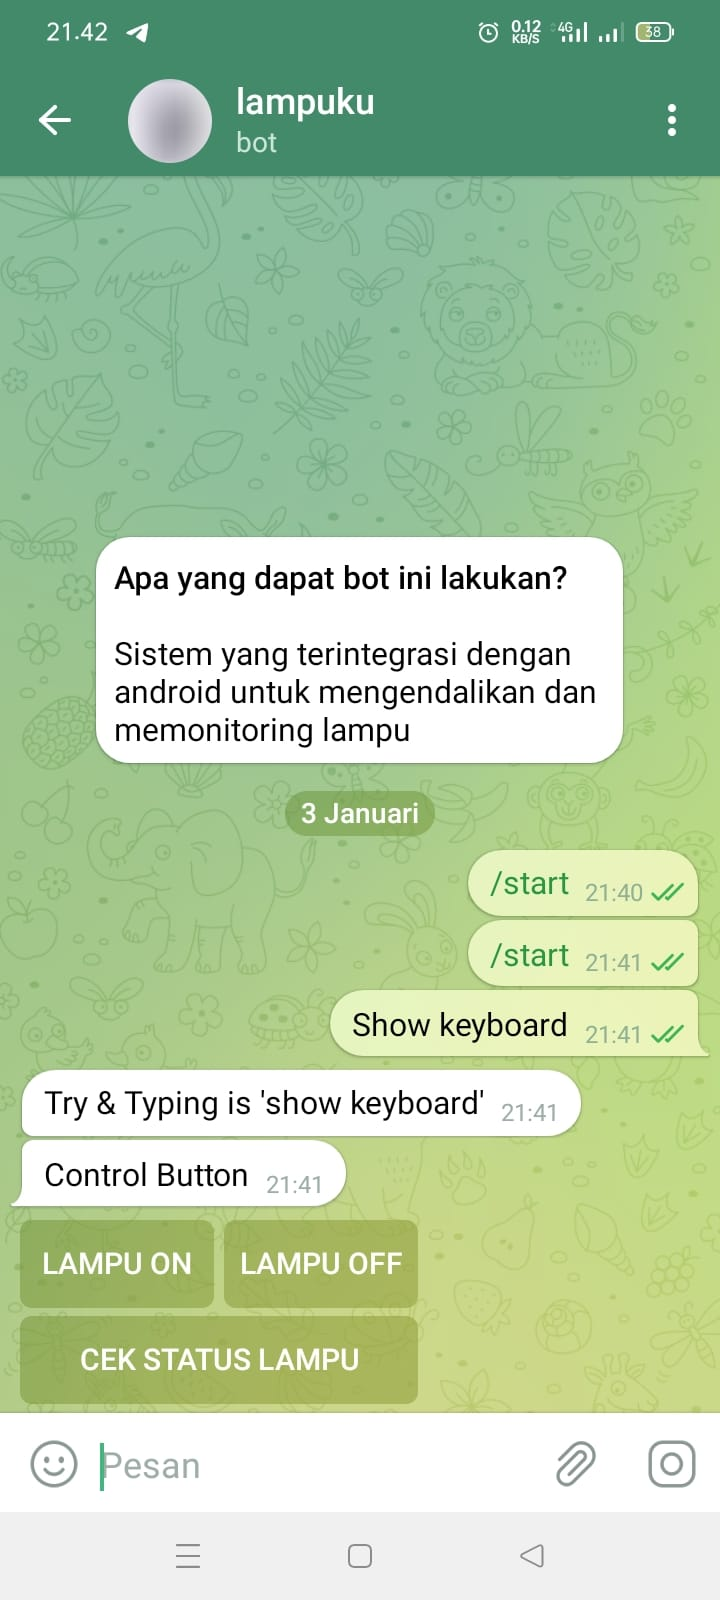 21.42
0.12
KB/S
4G
38
lampuku
bot
Apa yang dapat bot ini lakukan?
Sistem yang terintegrasi dengan
android untuk mengendalikan dan
memonitoring lampu
3 Januari
/start 21:40
/start 21:41
Show keyboard 21:41
Try & Typing is 'show keyboard' 21:41
Control Button 21:41
LAMPU ON
LAMPU OFF
CEK STATUS LAMPU
Pesan